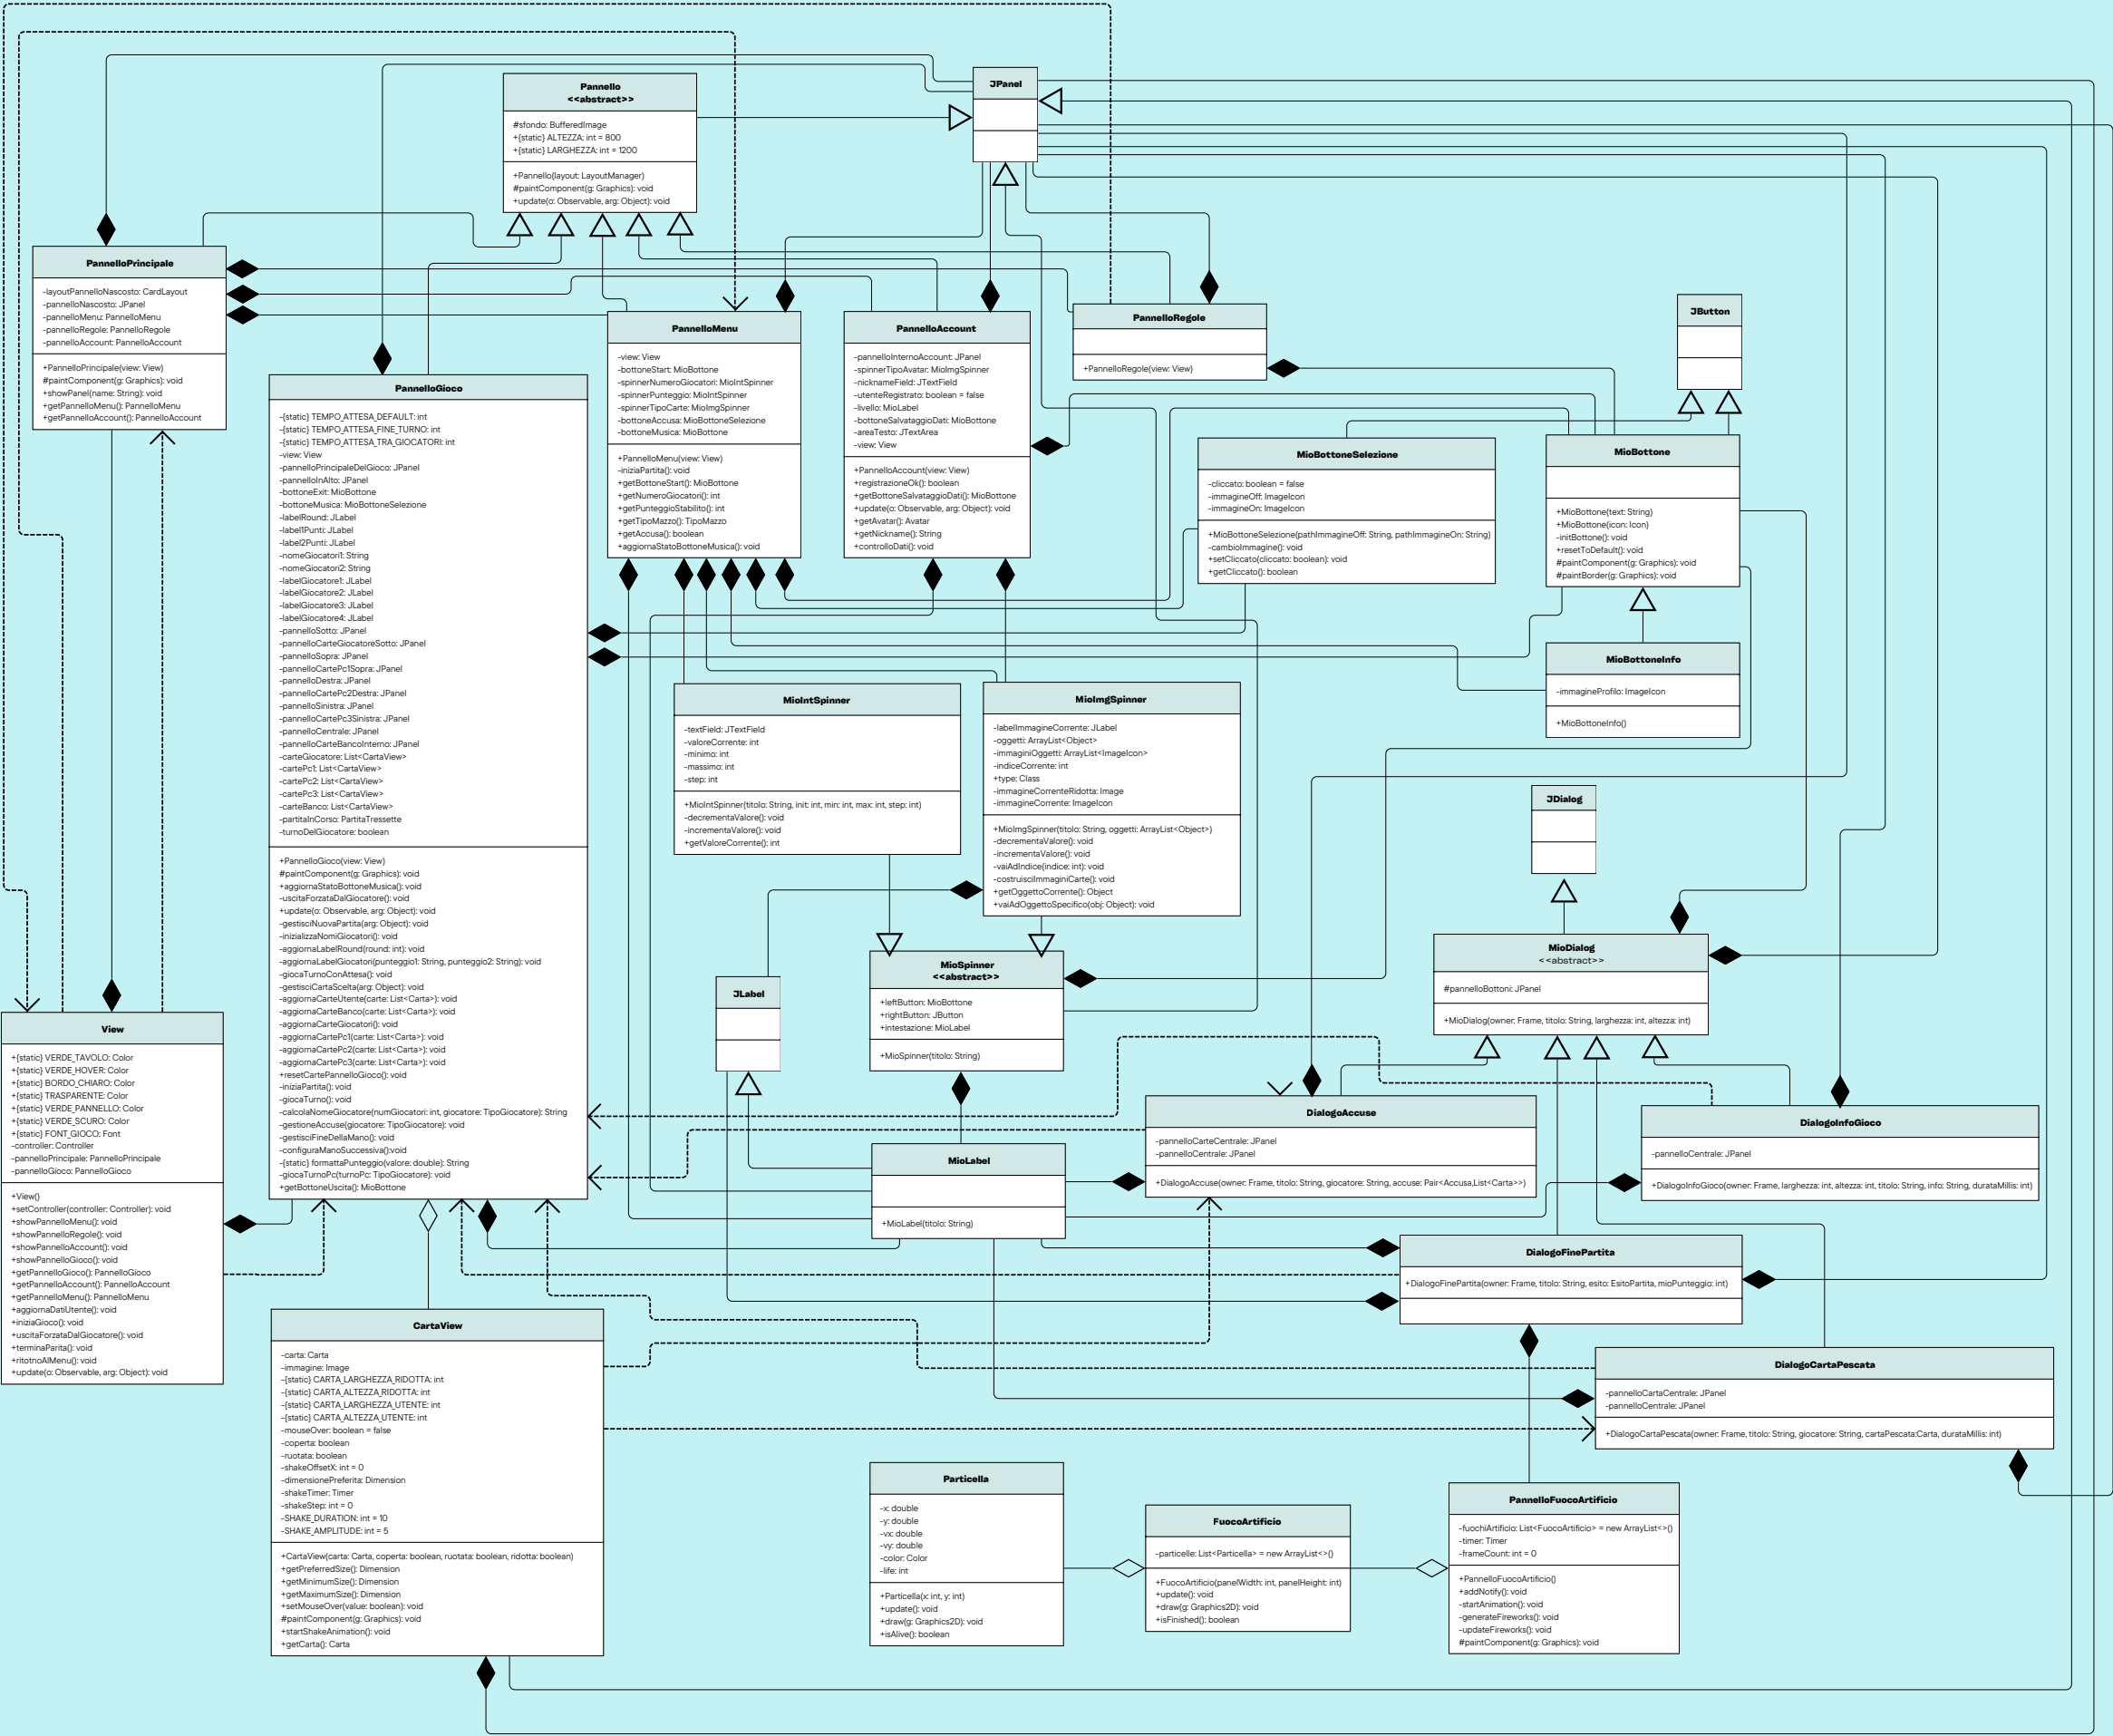 Pannello
<<abstract>>
#sfondo: BufferedImage
+{static} ALTEZZA: int = 800
+{static} LARGHEZZA: int = 1200
+Pannello(layout: LayoutManager)
#paintComponent(g: Graphics): void
+update(o: Observable, arg: Object): void
JPanel
PannelloPrincipale
-layoutPannelloNascosto: CardLayout
-pannelloNascosto: JPanel
-pannelloMenu: PannelloMenu
-pannelloRegole: PannelloRegole
-pannelloAccount: PannelloAccount
+PannelloPrincipale(view: View)
#paintComponent(g: Graphics): void
+showPanel(name: String): void
+getPannelloMenu(): PannelloMenu
+getPannelloAccount(): PannelloAccount
PannelloGioco
-{static} TEMPO_ATTESA_DEFAULT: int
-{static} TEMPO_ATTESA_FINE_TURNO: int
-{static} TEMPO_ATTESA_TRA_GIOCATORI: int
-view: View
-pannelloPrincipaleDelGioco: JPanel
-pannelloInAlto: JPanel
-bottoneExit: MioBottone
-bottoneMusica: MioBottoneSelezione
-labelRound: JLabel
-label1Punti: JLabel
-label2Punti: JLabel
-nomeGiocatori1: String
-nomeGiocatori2: String
-labelGiocatore1: JLabel
-labelGiocatore2: JLabel
-labelGiocatore3: JLabel
-labelGiocatore4: JLabel
-pannelloSotto: JPanel
-pannelloCarteGiocatoreSotto: JPanel
-pannelloSopra: JPanel
-pannelloCartePc1Sopra: JPanel
-pannelloDestra: JPanel
-pannelloCartePc2Destra: JPanel
-pannelloSinistra: JPanel
-pannelloCartePc3Sinistra: JPanel
-pannelloCentrale: JPanel
-pannelloCarteBancoInterno: JPanel
-carteGiocatore: List<CartaView>
-cartePc1: List<CartaView>
-cartePc2: List<CartaView>
-cartePc3: List<CartaView>
-carteBanco: List<CartaView>
-partitaInCorso: PartitaTressette
-turnoDelGiocatore: boolean
+PannelloGioco(view: View)
#paintComponent(g: Graphics): void
+aggiornaStatoBottoneMusica(): void
-uscitaForzataDalGiocatore(): void
+update(o: Observable, arg: Object): void
-gestisciNuovaPartita(arg: Object): void
-inizializzaNomiGiocatori(): void
-aggiornaLabelRound(round: int): void
-aggiornaLabelGiocatori(punteggio1: String, punteggio2: String): void
-giocaTurnoConAttesa(): void
-gestisciCartaScelta(arg: Object): void
-aggiornaCarteUtente(carte: List<Carta>): void
-aggiornaCarteBanco(carte: List<Carta>): void
-aggiornaCarteGiocatori(): void
-aggiornaCartePc1(carte: List<Carta>): void
-aggiornaCartePc2(carte: List<Carta>): void
-aggiornaCartePc3(carte: List<Carta>): void
+resetCartePannelloGioco(): void
-iniziaPartita(): void
-giocaTurno(): void
-calcolaNomeGiocatore(numGiocatori: int, giocatore: TipoGiocatore): String
-gestioneAccuse(giocatore: TipoGiocatore): void
-gestisciFineDellaMano(): void
-configuraManoSuccessiva():void
-{static} formattaPunteggio(valore: double): String
-giocaTurnoPc(turnoPc: TipoGiocatore): void
+getBottoneUscita(): MioBottone
PannelloMenu
-view: View
-bottoneStart: MioBottone
-spinnerNumeroGiocatori: MioIntSpinner
-spinnerPunteggio: MioIntSpinner
-spinnerTipoCarte: MioImgSpinner
-bottoneAccusa: MioBottoneSelezione
-bottoneMusica: MioBottone
+PannelloMenu(view: View)
-iniziaPartita(): void
+getBottoneStart(): MioBottone
+getNumeroGiocatori(): int
+getPunteggioStabilito(): int
+getTipoMazzo(): TipoMazzo
+getAccusa(): boolean
+aggiornaStatoBottoneMusica(): void
PannelloAccount
-pannelloInternoAccount: JPanel
-spinnerTipoAvatar: MioImgSpinner
-nicknameField: JTextField
-utenteRegistrato: boolean = false
-livello: MioLabel
-bottoneSalvataggioDati: MioBottone
-areaTesto: JTextArea
-view: View
+PannelloAccount(view: View)
+registrazioneOk(): boolean
+getBottoneSalvataggioDati(): MioBottone
+update(o: Observable, arg: Object): void
+getAvatar(): Avatar
+getNickname(): String
+controlloDati(): void
PannelloRegole
+PannelloRegole(view: View)
JButton
MioBottoneSelezione
-cliccato: boolean = false
-immagineOff: ImageIcon
-immagineOn: ImageIcon
+MioBottoneSelezione(pathImmagineOff: String, pathImmagineOn: String)
-cambioImmagine(): void
+setCliccato(cliccato: boolean): void
+getCliccato(): boolean
MioBottone
+MioBottone(text: String)
+MioBottone(icon: Icon)
-initBottone(): void
+resetToDefault(): void
#paintComponent(g: Graphics): void
#paintBorder(g: Graphics): void
MioBottoneInfo
-immagineProfilo: ImageIcon
+MioBottoneInfo()
MioIntSpinner
-textField: JTextField
-valoreCorrente: int
-minimo: int
-massimo: int
-step: int
+MioIntSpinner(titolo: String, init: int, min: int, max: int, step: int)
-decrementaValore(): void
-incrementaValore(): void
+getValoreCorrente(): int
MioImgSpinner
-labelImmagineCorrente: JLabel
-oggetti: ArrayList<Object>
-immaginiOggetti: ArrayList<ImageIcon>
-indiceCorrente: int
+type: Class
-immagineCorrenteRidotta: Image
-immagineCorrente: ImageIcon
+MioImgSpinner(titolo: String, oggetti: ArrayList<Object>)
-decrementaValore(): void
-incrementaValore(): void
-vaiAdIndice(indice: int): void
-costruisciImmaginiCarte(): void
+getOggettoCorrente(): Object
+vaiAdOggettoSpecifico(obj: Object): void
JDialog
MioDialog
<<abstract>>
#pannelloBottoni: JPanel
+MioDialog(owner: Frame, titolo: String, larghezza: int, altezza: int)
MioSpinner
<<abstract>>
+leftButton: MioBottone
+rightButton: JButton
+intestazione: MioLabel
+MioSpinner(titolo: String)
JLabel
View
+{static} VERDE_TAVOLO: Color
+{static} VERDE_HOVER: Color
+{static} BORDO_CHIARO: Color
+{static} TRASPARENTE: Color
+{static} VERDE_PANNELLO: Color
+{static} VERDE_SCURO: Color
+{static} FONT_GIOCO: Font
-controller: Controller
-pannelloPrincipale: PannelloPrincipale
-pannelloGioco: PannelloGioco
+View()
+setController(controller: Controller): void
+showPannelloMenu(): void
+showPannelloRegole(): void
+showPannelloAccount(): void
+showPannelloGioco(): void
+getPannelloGioco(): PannelloGioco
+getPannelloAccount(): PannelloAccount
+getPannelloMenu(): PannelloMenu
+aggiornaDatiUtente(): void
+iniziaGioco(): void
+uscitaForzataDalGiocatore(): void
+terminaParita(): void
+ritotnoAlMenu(): void
+update(o: Observable, arg: Object): void
MioLabel
+MioLabel(titolo: String)
DialogoAccuse
-pannelloCarteCentrale: JPanel
-pannelloCentrale: JPanel
+DialogoAccuse(owner: Frame, titolo: String, giocatore: String, accuse: Pair<Accusa,List<Carta>>)
DialogoInfoGioco
-pannelloCentrale: JPanel
+DialogoInfoGioco(owner: Frame, larghezza: int, altezza: int, titolo: String, info: String, durataMillis: int)
DialogoFinePartita
+DialogoFinePartita(owner: Frame, titolo: String, esito: EsitoPartita, mioPunteggio: int)
CartaView
-carta: Carta
-immagine: Image
-{static} CARTA_LARGHEZZA_RIDOTTA: int
-{static} CARTA_ALTEZZA_RIDOTTA: int
-{static} CARTA_LARGHEZZA_UTENTE: int
-{static} CARTA_ALTEZZA_UTENTE: int
-mouseOver: boolean = false
-coperta: boolean
-ruotata: boolean
-shakeOffsetX: int = 0
-dimensionePreferita: Dimension
-shakeTimer: Timer
-shakeStep: int = 0
-SHAKE_DURATION: int = 10
-SHAKE_AMPLITUDE: int = 5
+CartaView(carta: Carta, coperta: boolean, ruotata: boolean, ridotta: boolean)
+getPreferredSize(): Dimension
+getMinimumSize(): Dimension
+getMaximumSize(): Dimension
+setMouseOver(value: boolean): void
#paintComponent(g: Graphics): void
+startShakeAnimation(): void
+getCarta(): Carta
DialogoCartaPescata
-pannelloCartaCentrale: JPanel
-pannelloCentrale: JPanel
+DialogoCartaPescata(owner: Frame, titolo: String, giocatore: String, cartaPescata:Carta, durataMillis: int)
Particella
-x: double
-y: double
-vx: double
-vy: double
-color: Color
-life: int
+Particella(x: int, y: int)
+update(): void
+draw(g: Graphics2D): void
+isAlive(): boolean
FuocoArtificio
-particelle: List<Particella> = new ArrayList<>()
+FuocoArtificio(panelWidth: int, panelHeight: int)
+update(): void
+draw(g: Graphics2D): void
+isFinished(): boolean
PannelloFuocoArtificio
-fuochiArtificio: List<FuocoArtificio> = new ArrayList<>()
-timer: Timer
-frameCount: int = 0
+PannelloFuocoArtificio()
+addNotify(): void
-startAnimation(): void
-generateFireworks(): void
-updateFireworks(): void
#paintComponent(g: Graphics): void